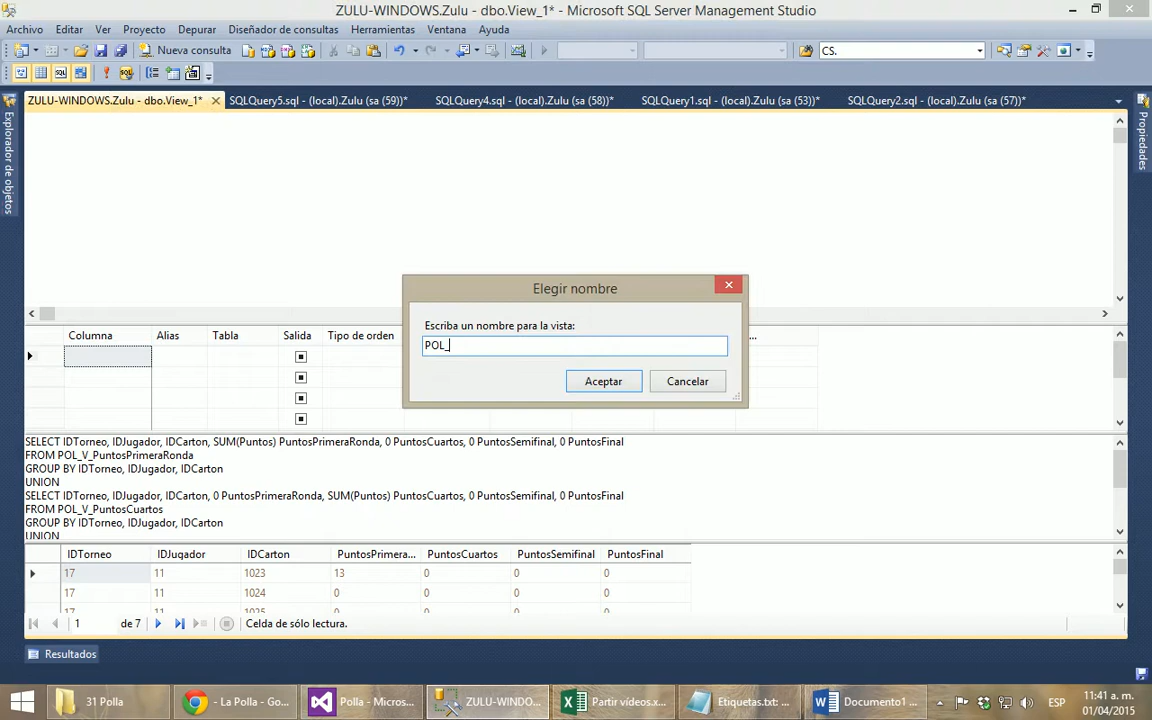 ZULU-WINDOWS.Zulu - dbo.View_1* - Microsoft SQL Server Management Studio
Archivo Editar Ver Proyecto Depurar Diseñador de consultas Herramientas Ventana Ayuda
Nueva consulta CS.
ZULU-WINDOWS.Zulu - dbo.View_1* SQLQuery5.sql - (local).Zulu (sa (59))* SQLQuery4.sql - (local).Zulu (sa (58))* SQLQuery1.sql - (local).Zulu (sa (53))* SQLQuery2.sql - (local).Zulu (sa (57))*
Explorador de objetos
Propiedades
Elegir nombre
Escriba un nombre para la vista:
POL_
Aceptar Cancelar
Columna Alias Tabla Salida Tipo de orden ...
SELECT IDTorneo, IDJugador, IDCarton, SUM(Puntos) PuntosPrimeraRonda, 0 PuntosCuartos, 0 PuntosSemifinal, 0 PuntosFinal
FROM POL_V_PuntosPrimeraRonda
GROUP BY IDTorneo, IDJugador, IDCarton
UNION
SELECT IDTorneo, IDJugador, IDCarton, 0 PuntosPrimeraRonda, SUM(Puntos) PuntosCuartos, 0 PuntosSemifinal, 0 PuntosFinal
FROM POL_V_PuntosCuartos
GROUP BY IDTorneo, IDJugador, IDCarton
UNION
IDTorneo IDJugador IDCarton PuntosPrimera... PuntosCuartos PuntosSemifinal PuntosFinal
17 11 1023 13 0 0 0
17 11 1024 0 0 0 0
17 11 1025 0 0 0 0
1 de 7 Celda de sólo lectura.
Resultados
31 Polla - La Polla - Go... Polla - Micros... ZULU-WINDO... Partir vídeos.x... Etiquetas.txt: ... Documento1 ... ESP 11:41 a. m.
01/04/2015